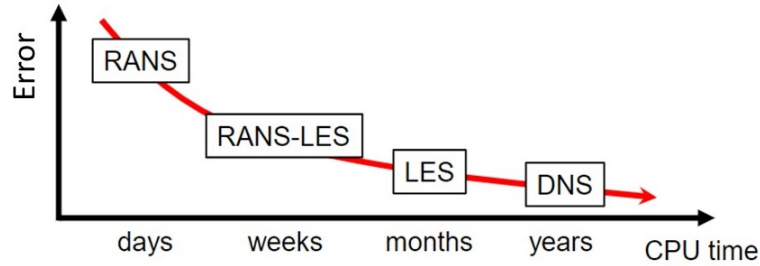 Error
RANS
RANS-LES
LES
DNS
days weeks months years
CPU time